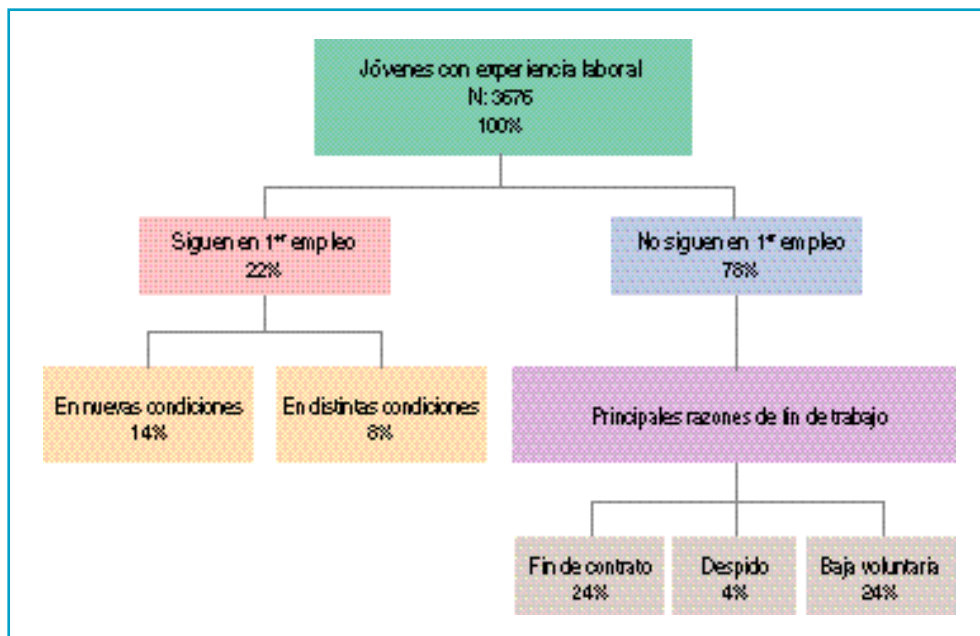 Jóvenes con experiencia laboral
N: 3676
100%
Siguen en 1er empleo
22%
No siguen en 1er empleo
78%
En nuevas condiciones
14%
En distintas condiciones
8%
Principales razones de fin de trabajo
Fin de contrato
24%
Despido
4%
Baja voluntaria
24%